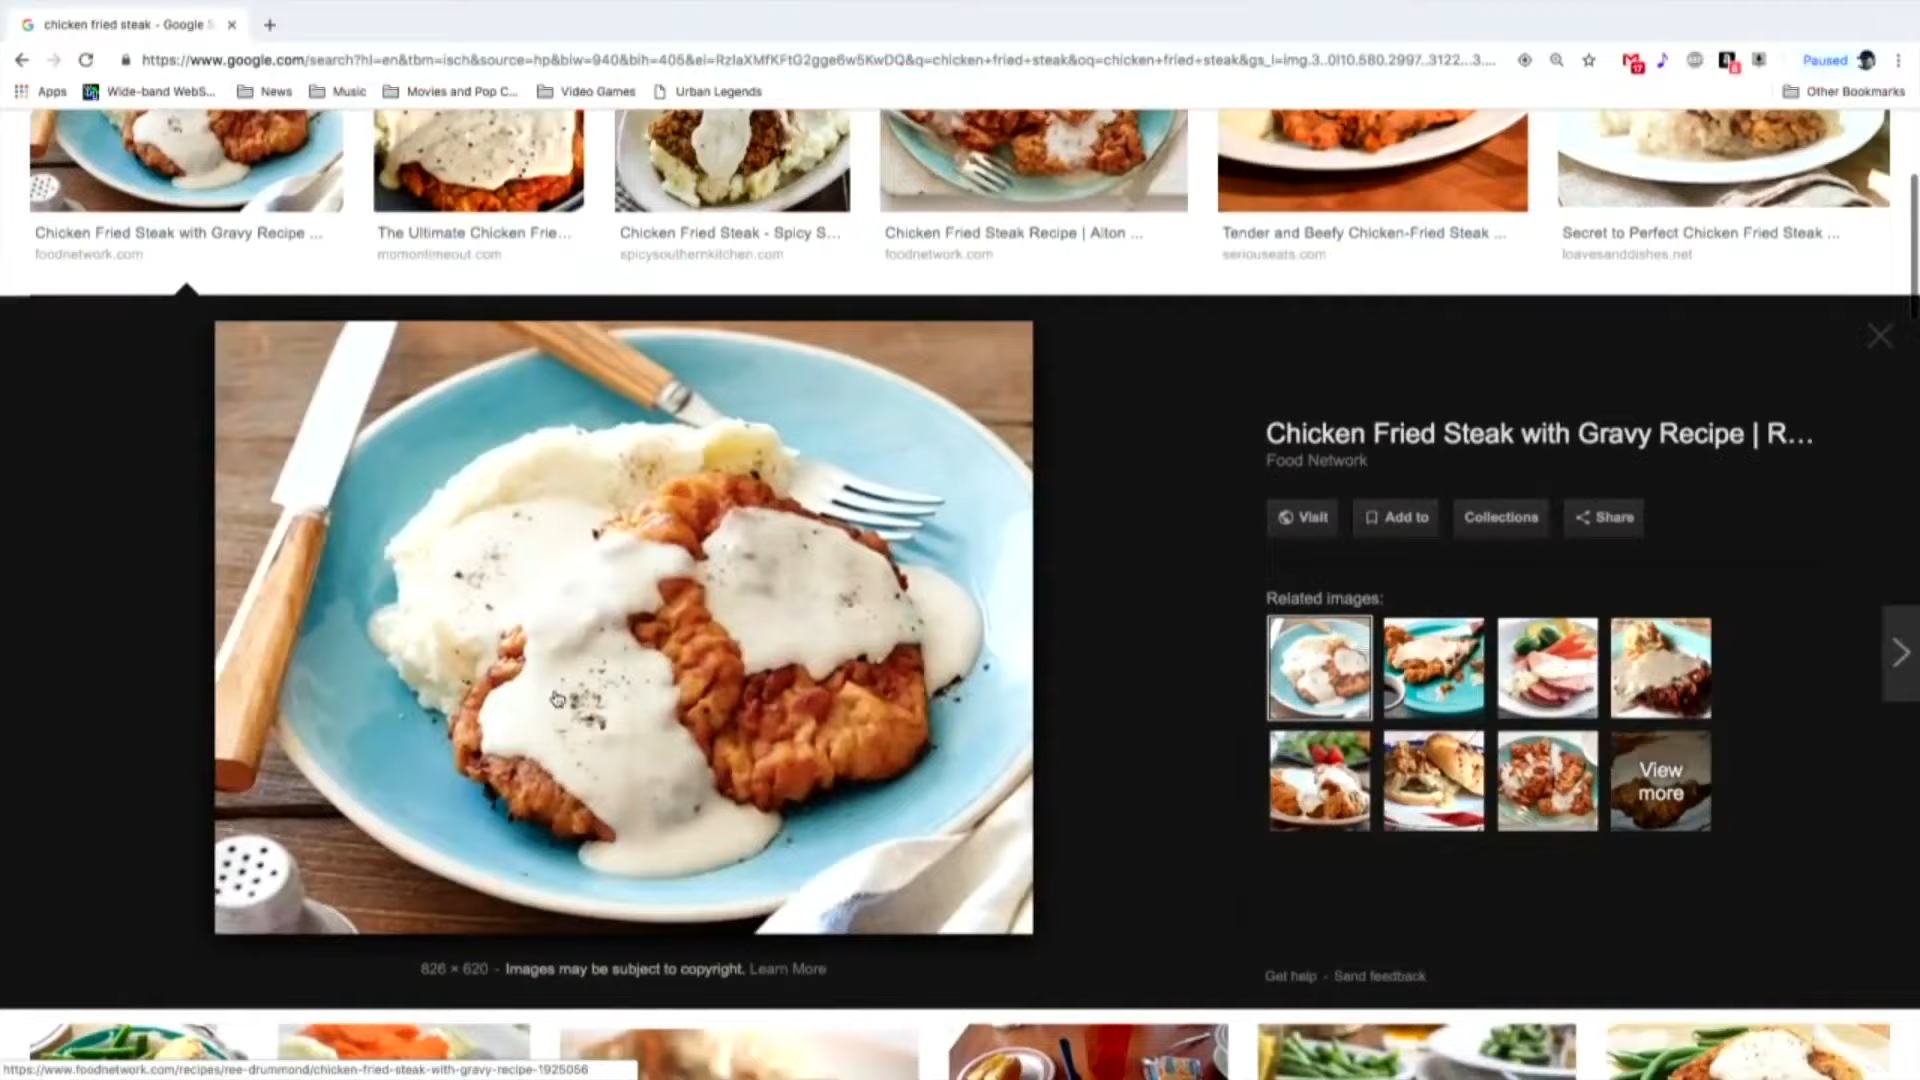 chicken fried steak - Google S
https://www.google.com/search?hl=en&tbm=isch&source=hp&biw=940&bih=405&ei=RzlaXMfKFtG2gge6w5KwDQ&q=chicken+fried+steak&oq=chicken+fried+steak&gs_l=img.3..0l10.580.2997..3122...3....
17
Paused
Apps
Wide-band WebS...
News
Music
Movies and Pop C...
Video Games
Urban Legends
Other Bookmarks
Chicken Fried Steak with Gravy Recipe ...
The Ultimate Chicken Frie...
Chicken Fried Steak - Spicy S...
Chicken Fried Steak Recipe | Alton ...
Tender and Beefy Chicken-Fried Steak ...
Secret to Perfect Chicken Fried Steak ...
foodnetwork.com
momontimeout.com
spicysouthernkitchen.com
foodnetwork.com
seriouseats.com
loavesanddishes.net
Chicken Fried Steak with Gravy Recipe | R...
Food Network
Visit
Add to
Collections
Share
Related images:
View
more
826 × 620 - Images may be subject to copyright. Learn More
Get help - Send feedback
https://www.foodnetwork.com/recipes/ree-drummond/chicken-fried-steak-with-gravy-recipe-1925056